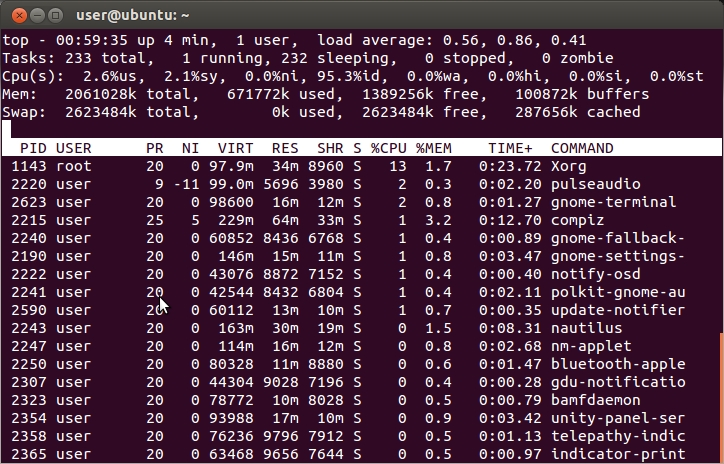 user@ubuntu: ~
top - 00:59:35 up 4 min,  1 user,  load average: 0.56, 0.86, 0.41
Tasks: 233 total,   1 running, 232 sleeping,   0 stopped,   0 zombie
Cpu(s):  2.6%us,  2.1%sy,  0.0%ni, 95.3%id,  0.0%wa,  0.0%hi,  0.0%si,  0.0%st
Mem:   2061028k total,   671772k used,  1389256k free,   100872k buffers
Swap:  2623484k total,        0k used,  2623484k free,   287656k cached
  PID USER      PR  NI  VIRT  RES  SHR S %CPU %MEM    TIME+  COMMAND
 1143 root      20   0 97.9m  34m 8960 S   13  1.7   0:23.72 Xorg
 2220 user       9 -11 99.0m 5696 3980 S    2  0.3   0:02.20 pulseaudio
 2623 user      20   0 98600  16m  12m S    2  0.8   0:01.27 gnome-terminal
 2215 user      25   5  229m  64m  33m S    1  3.2   0:12.70 compiz
 2240 user      20   0 60852 8436 6768 S    1  0.4   0:00.89 gnome-fallback-
 2190 user      20   0  146m  15m  11m S    1  0.8   0:03.47 gnome-settings-
 2222 user      20   0 43076 8872 7152 S    1  0.4   0:00.40 notify-osd
 2241 user      20   0 42544 8432 6804 S    1  0.4   0:02.11 polkit-gnome-au
 2590 user      20   0 60112  13m  10m S    1  0.7   0:00.35 update-notifier
 2243 user      20   0  163m  30m  19m S    0  1.5   0:08.31 nautilus
 2247 user      20   0  114m  16m  12m S    0  0.8   0:02.68 nm-applet
 2250 user      20   0 80328  11m 8880 S    0  0.6   0:01.47 bluetooth-apple
 2307 user      20   0 44304 9028 7196 S    0  0.4   0:00.28 gdu-notificatio
 2323 user      20   0 78772  10m 8028 S    0  0.5   0:00.79 bamfdaemon
 2354 user      20   0 93988  17m  10m S    0  0.9   0:03.42 unity-panel-ser
 2358 user      20   0 76236 9796 7912 S    0  0.5   0:01.13 telepathy-indic
 2365 user      20   0 63468 9656 7644 S    0  0.5   0:00.97 indicator-print